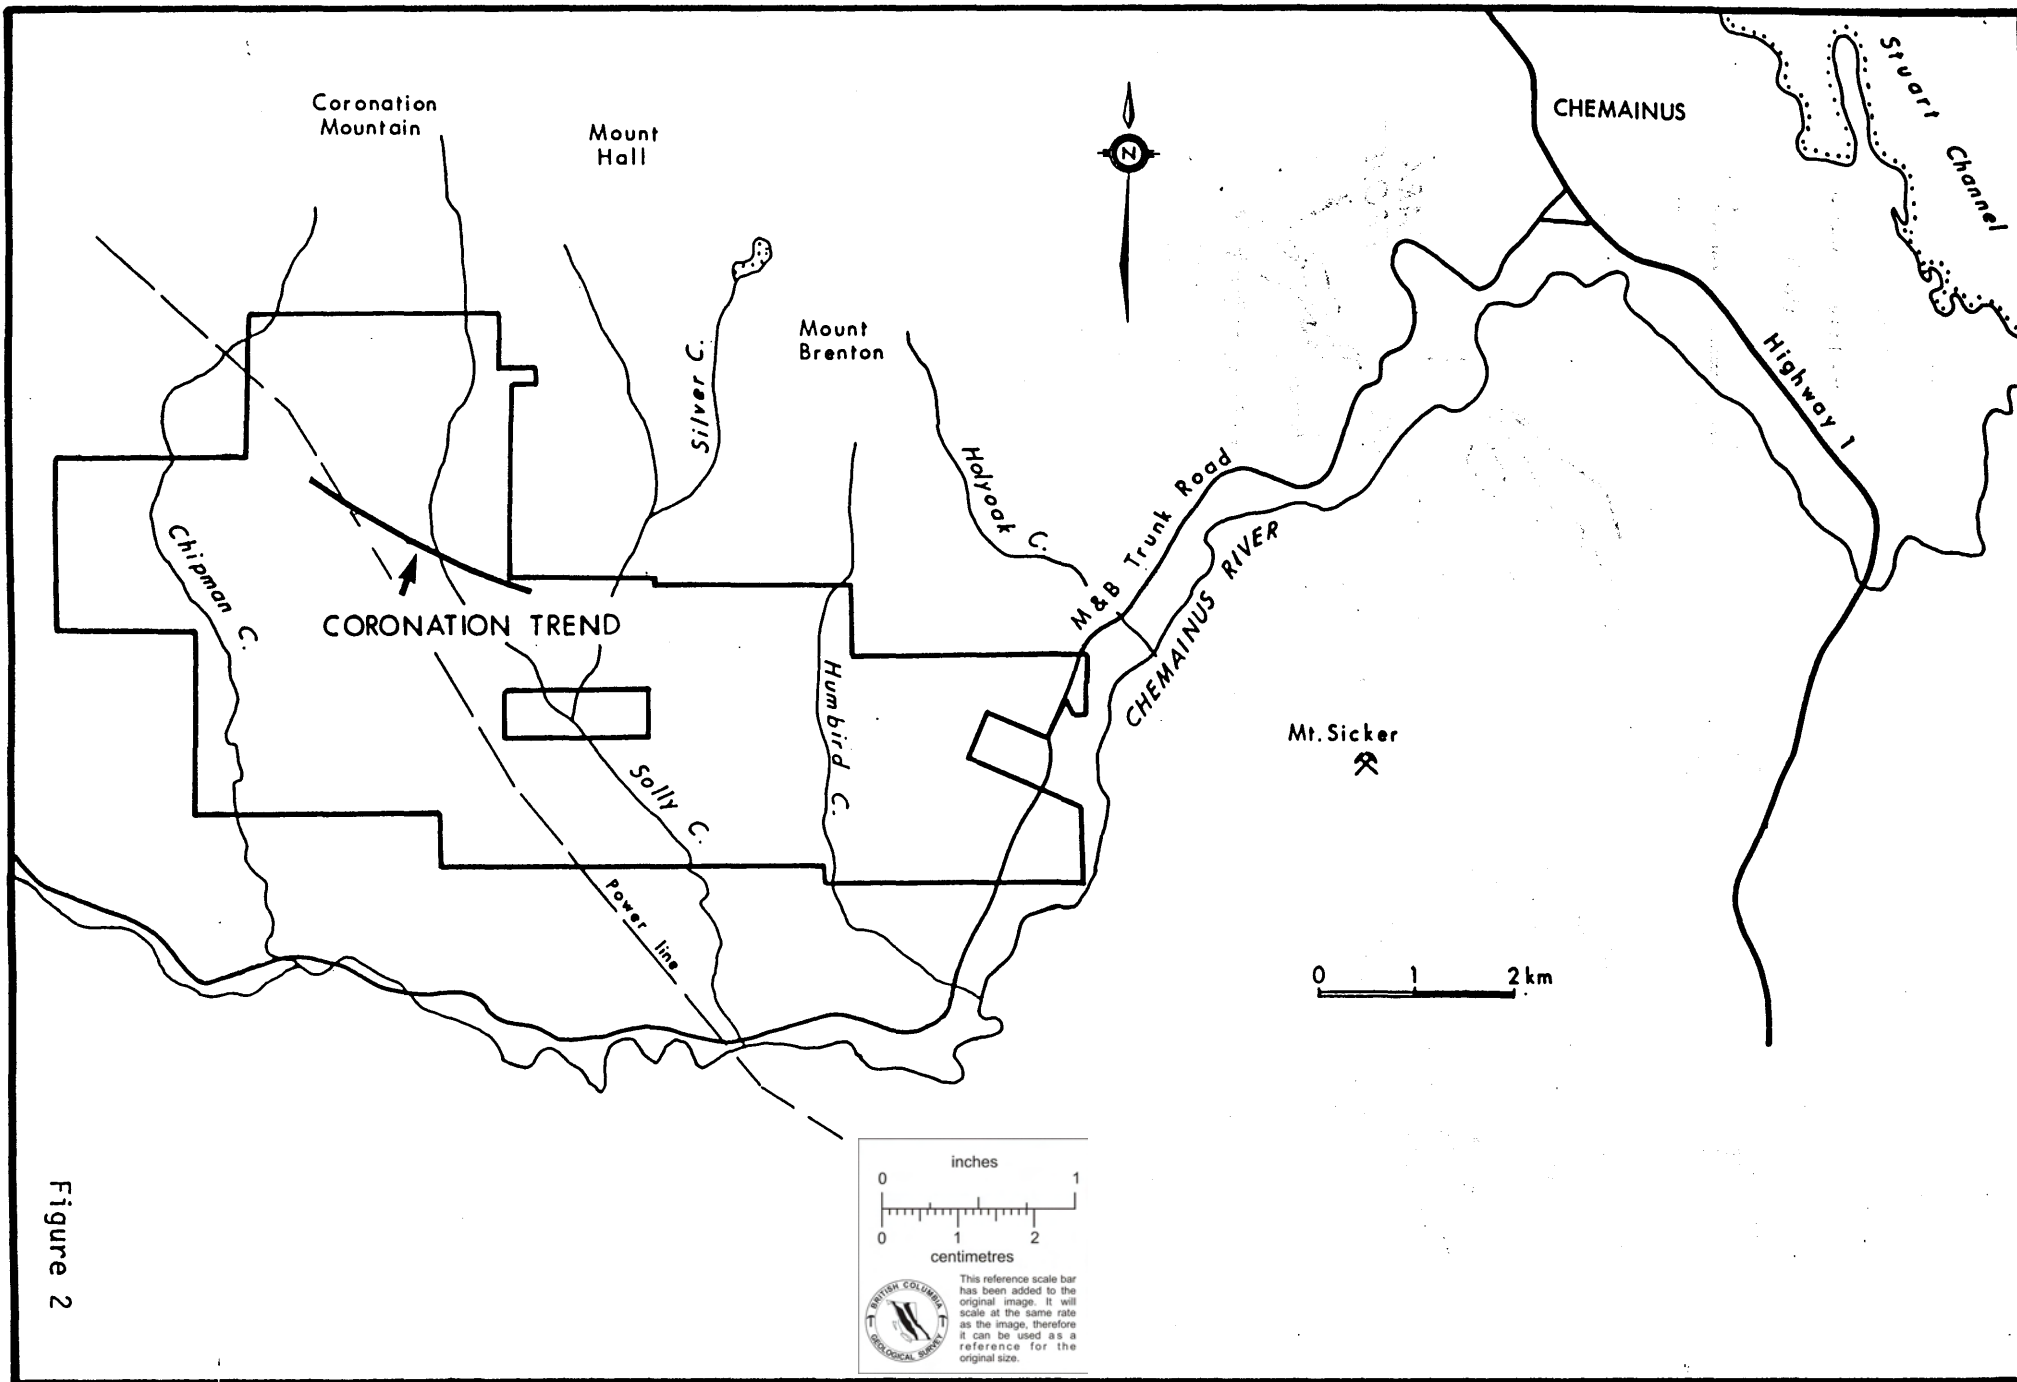 Coronation
Mountain
Mount
Hall
CHEMAINUS
Stuart Channel
N
Mount
Brenton
Silver C.
Highway 1
Holyoak C.
M & B Trunk Road
CHEMAINUS RIVER
Chipman C.
CORONATION TREND
Humbird C.
Mt. Sicker
Solly C.
Power line
0 1 2 km
Figure 2
inches
0 1
0 1 2
centimetres
BRITISH COLUMBIA
GEOLOGICAL SURVEY
This reference scale bar
has been added to the
original image. It will
scale at the same rate
as the image, therefore
it can be used as a
reference for the
original size.